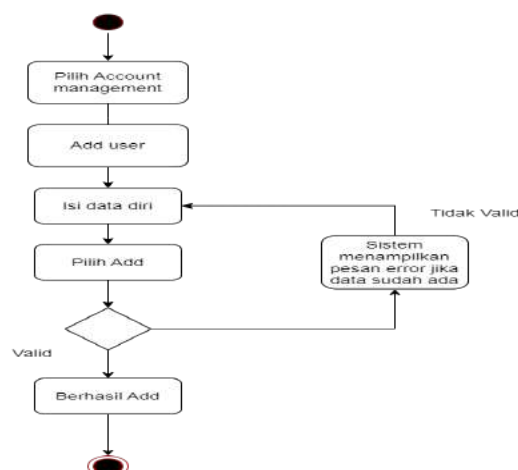 Pilih Account
management
Add user
Isi data diri
Tidak Valid
Sistem
menampilkan
pesan error jika
data sudah ada
Pilih Add
Valid
Berhasil Add